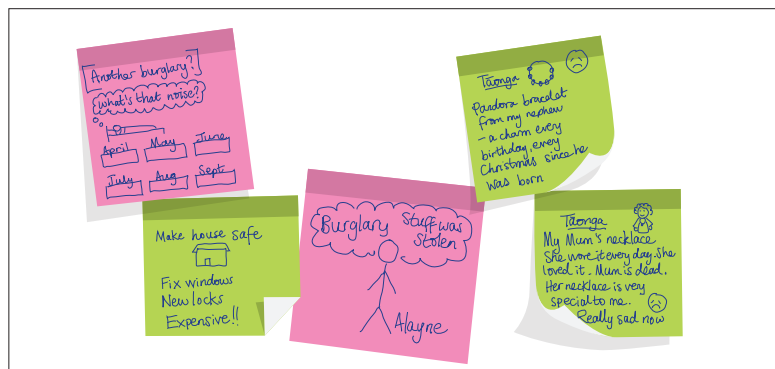 Another burglary?
what's that noise?
April May June
July Aug Sept
Taonga
Pandora bracelet
from my nephew
- a charm every
birthday, every
Christmas since he
was born
Make house safe
Fix windows
New locks
Expensive!!
Burglary Stuff was
Stolen
Alayne
Tāonga
My Mum's necklace
She wore it every day. She
loved it. Mum is dead.
Her necklace is very
special to me.
Really sad now